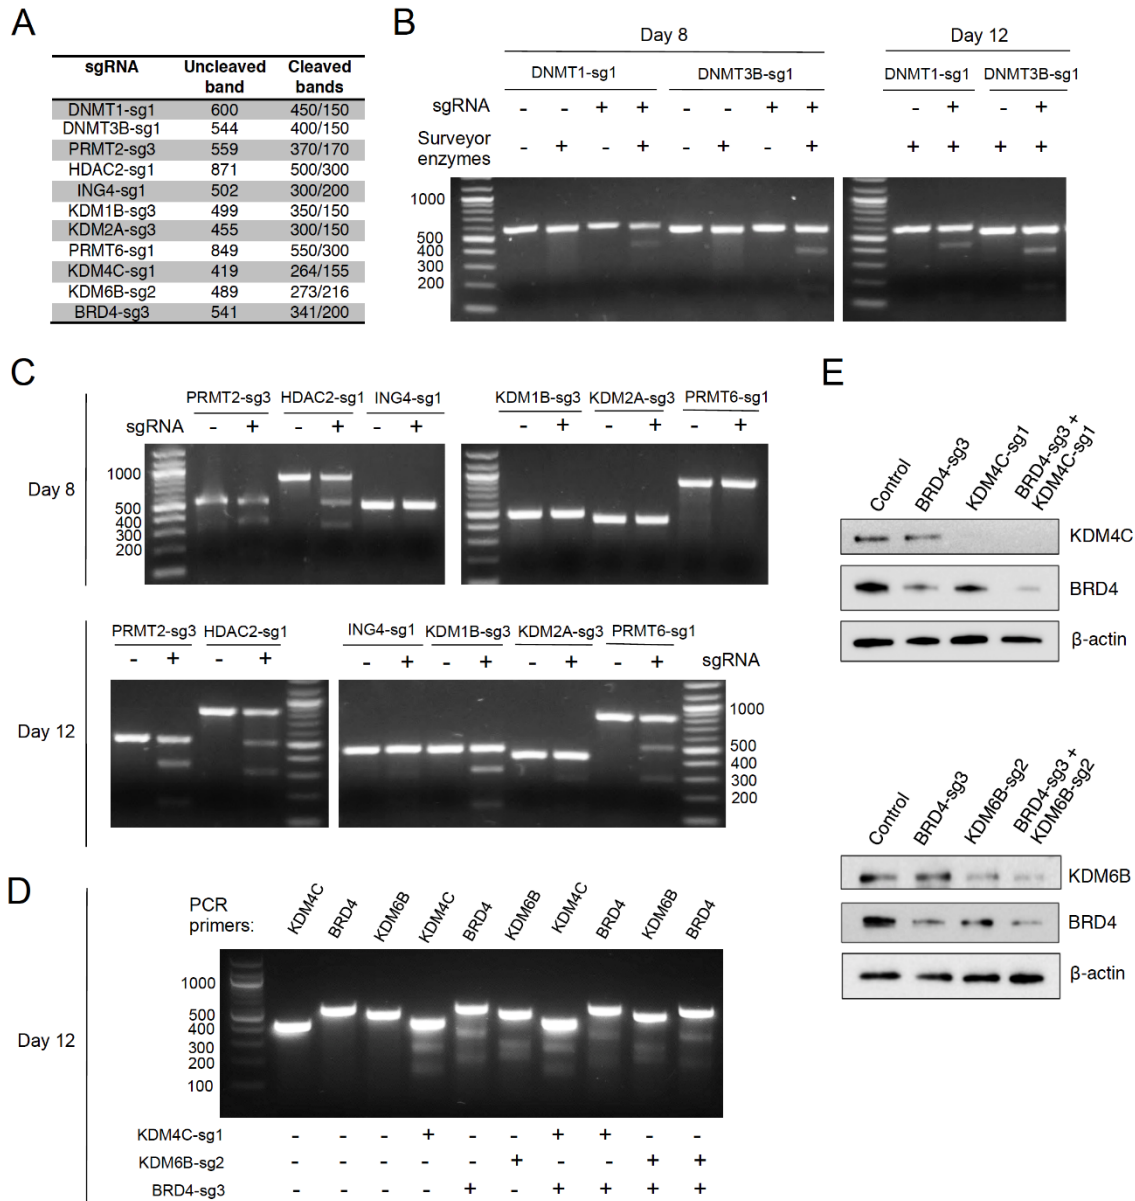 A
sgRNA Uncleaved band Cleaved bands
DNMT1-sg1 600 450/150
DNMT3B-sg1 544 400/150
PRMT2-sg3 559 370/170
HDAC2-sg1 871 500/300
ING4-sg1 502 300/200
KDM1B-sg3 499 350/150
KDM2A-sg3 455 300/150
PRMT6-sg1 849 550/300
KDM4C-sg1 419 264/155
KDM6B-sg2 489 273/216
BRD4-sg3 541 341/200
B
Day 8 Day 12
DNMT1-sg1 DNMT3B-sg1 DNMT1-sg1 DNMT3B-sg1
sgRNA - - + + - - + + - + - +
Surveyor enzymes - + - + - + - + + + + +
1000
500
400
300
200
1000
500
400
300
200
C
PRMT2-sg3 HDAC2-sg1 ING4-sg1 KDM1B-sg3 KDM2A-sg3 PRMT6-sg1
sgRNA - + - + - + - + - + - +
Day 8
1000
500
400
300
200
PRMT2-sg3 HDAC2-sg1 ING4-sg1 KDM1B-sg3 KDM2A-sg3 PRMT6-sg1
- + - + - + - + - + - + sgRNA
Day 12
1000
500
400
300
200
D
PCR primers:
KDM4C BRD4 KDM6B KDM4C BRD4 KDM6B KDM4C BRD4 KDM6B BRD4
Day 12
1000
500
400
300
200
100
KDM4C-sg1 - - - + - - + + - -
KDM6B-sg2 - - - - - + - - + +
BRD4-sg3 - - - - + - + + + +
E
Control BRD4-sg3 KDM4C-sg1 BRD4-sg3 + KDM4C-sg1
KDM4C
BRD4
β-actin
Control BRD4-sg3 KDM6B-sg2 BRD4-sg3 + KDM6B-sg2
KDM6B
BRD4
β-actin